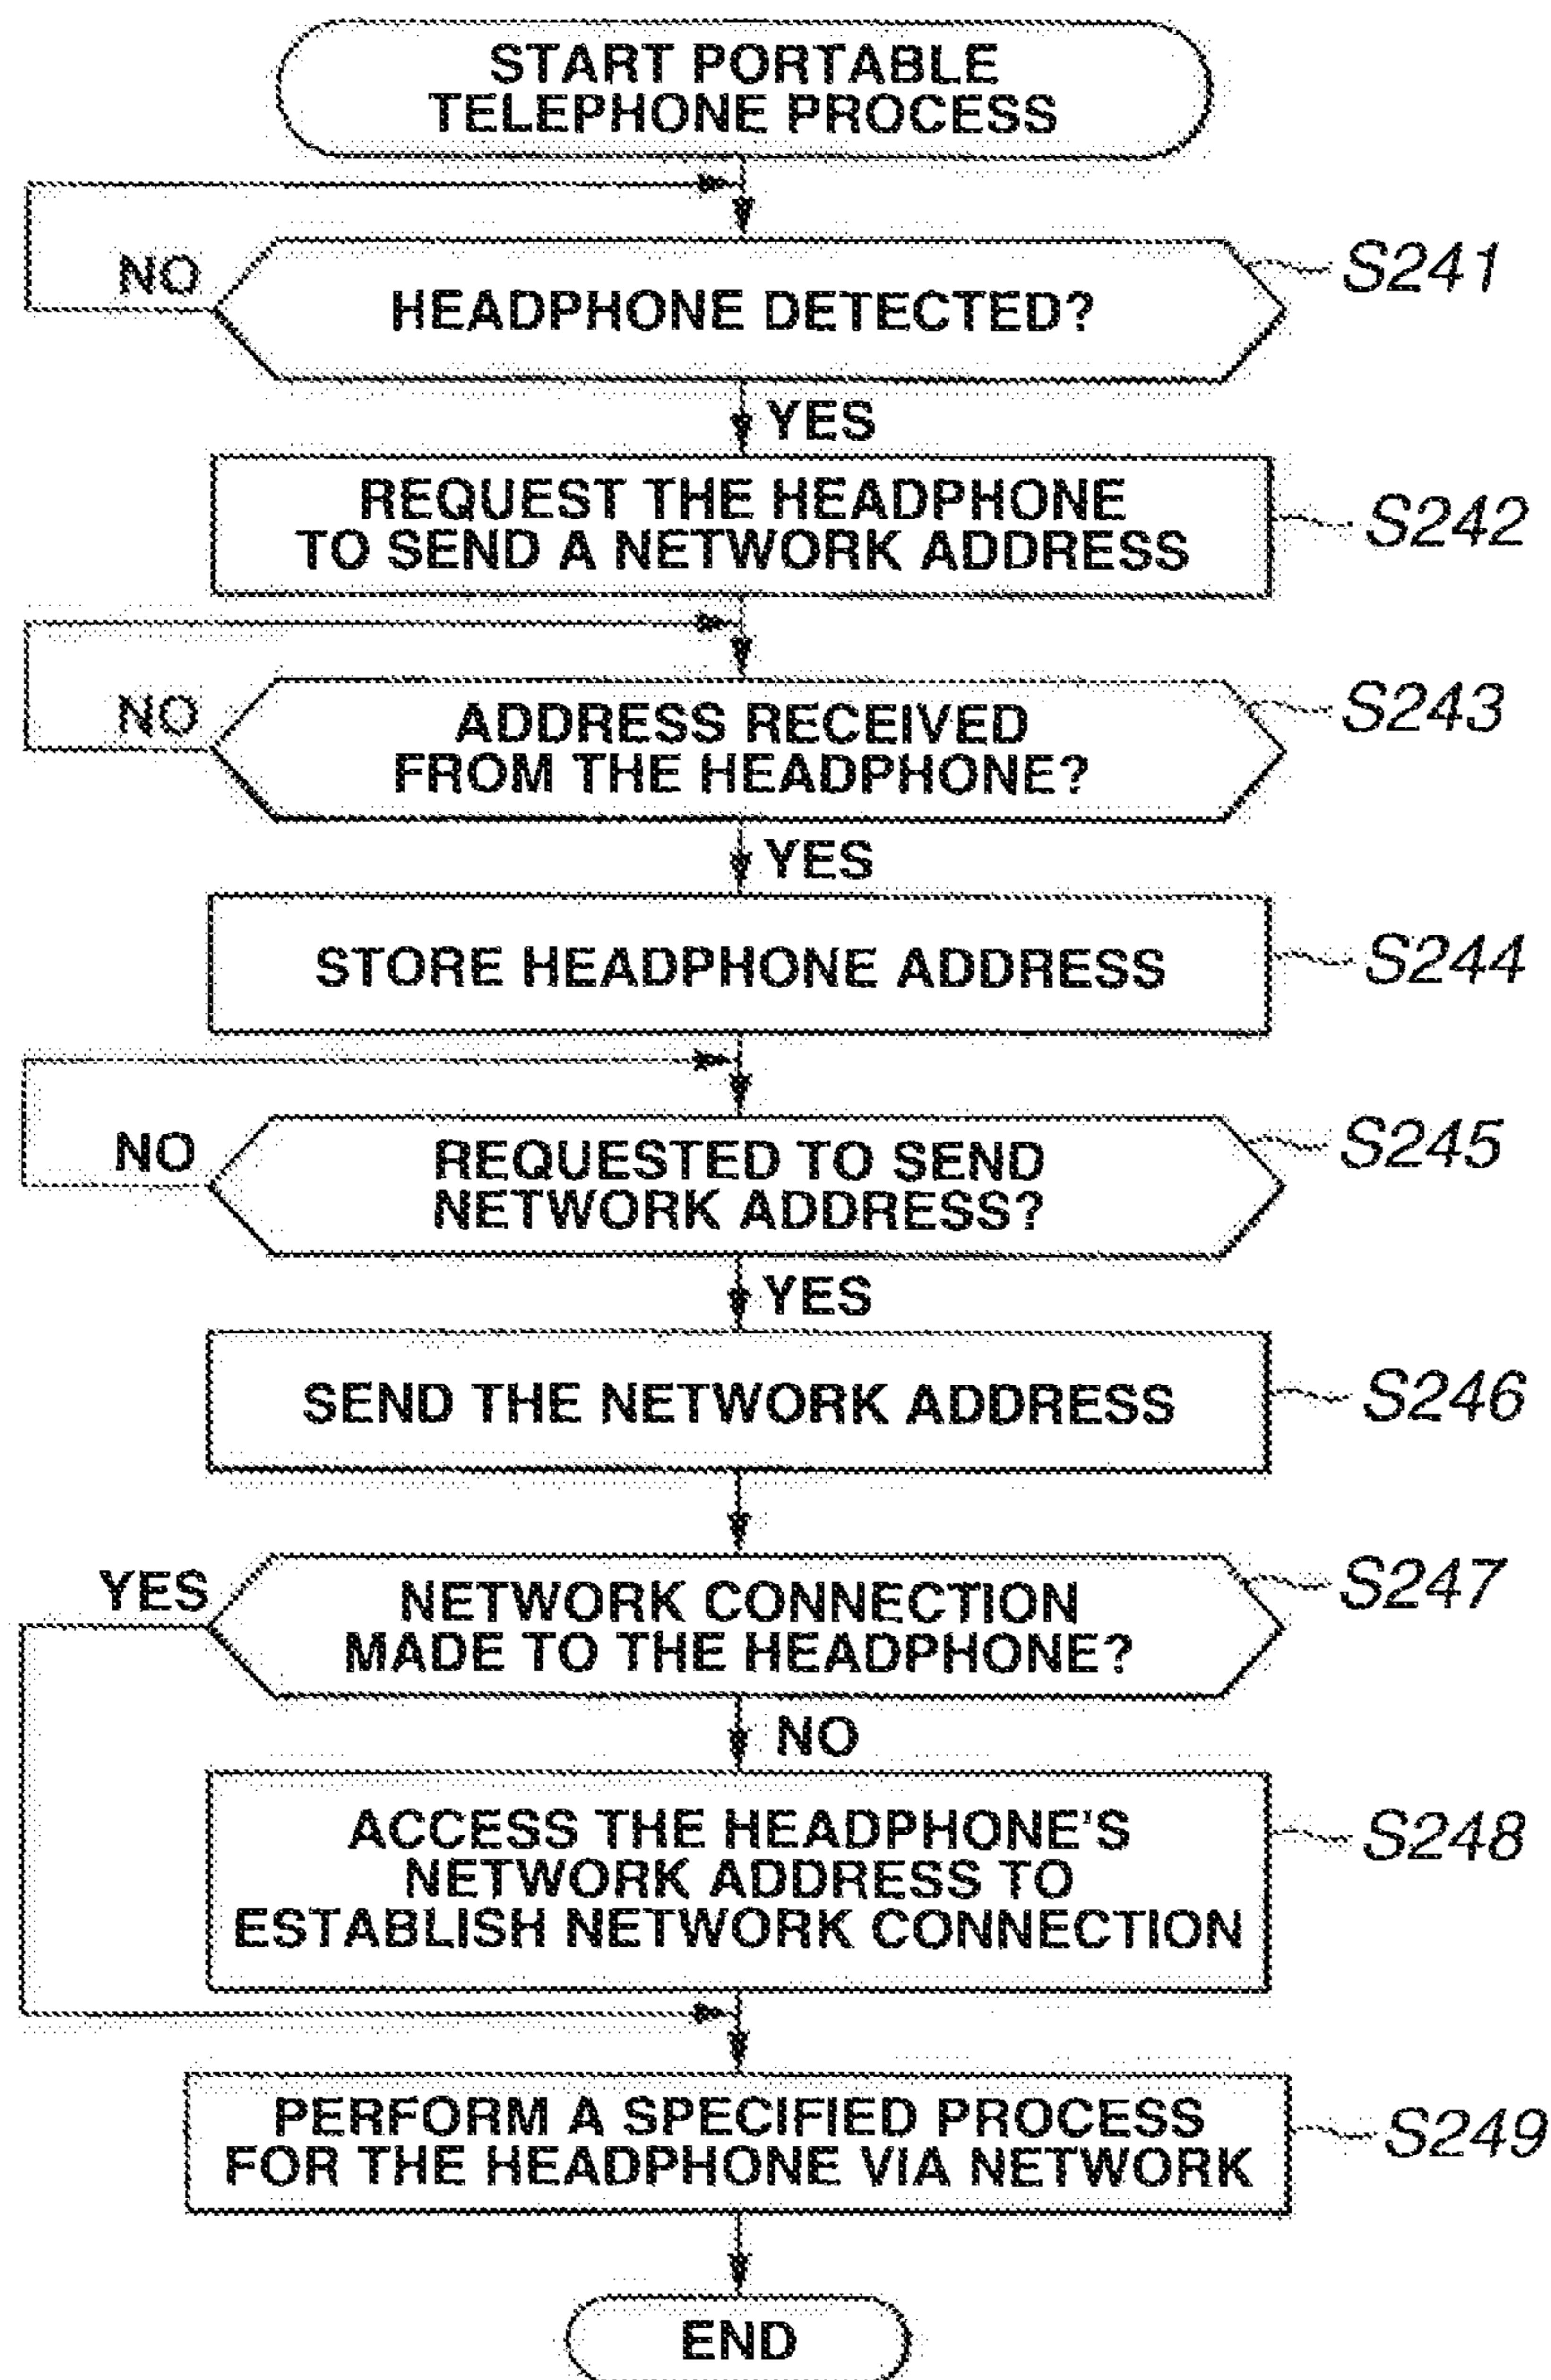 START PORTABLE
TELEPHONE PROCESS
NO
HEADPHONE DETECTED?
S241
YES
REQUEST THE HEADPHONE
TO SEND A NETWORK ADDRESS
S242
NO
ADDRESS RECEIVED
FROM THE HEADPHONE?
S243
YES
STORE HEADPHONE ADDRESS
S244
NO
REQUESTED TO SEND
NETWORK ADDRESS?
S245
YES
SEND THE NETWORK ADDRESS
S246
YES
NETWORK CONNECTION
MADE TO THE HEADPHONE?
S247
NO
ACCESS THE HEADPHONE'S
NETWORK ADDRESS TO
ESTABLISH NETWORK CONNECTION
S248
PERFORM A SPECIFIED PROCESS
FOR THE HEADPHONE VIA NETWORK
S249
END